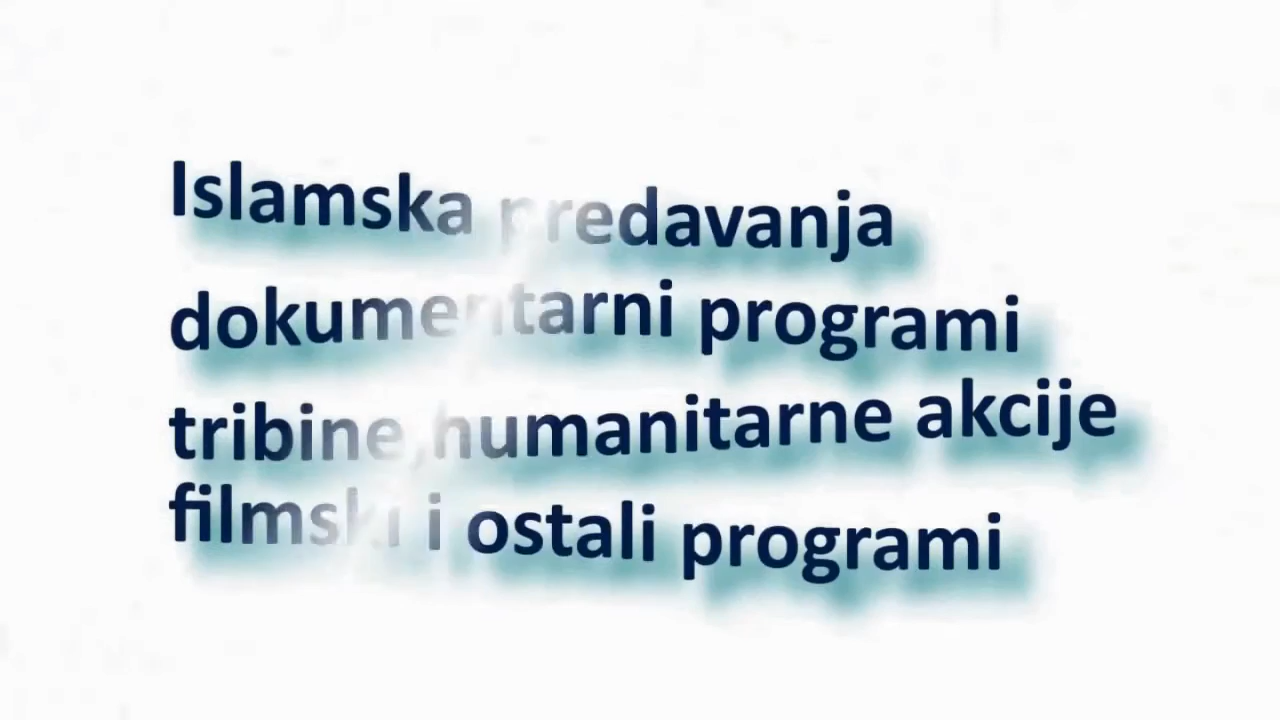 Islamska predavanja
dokumentarni programi
tribine,humanitarne akcije
filmski i ostali programi